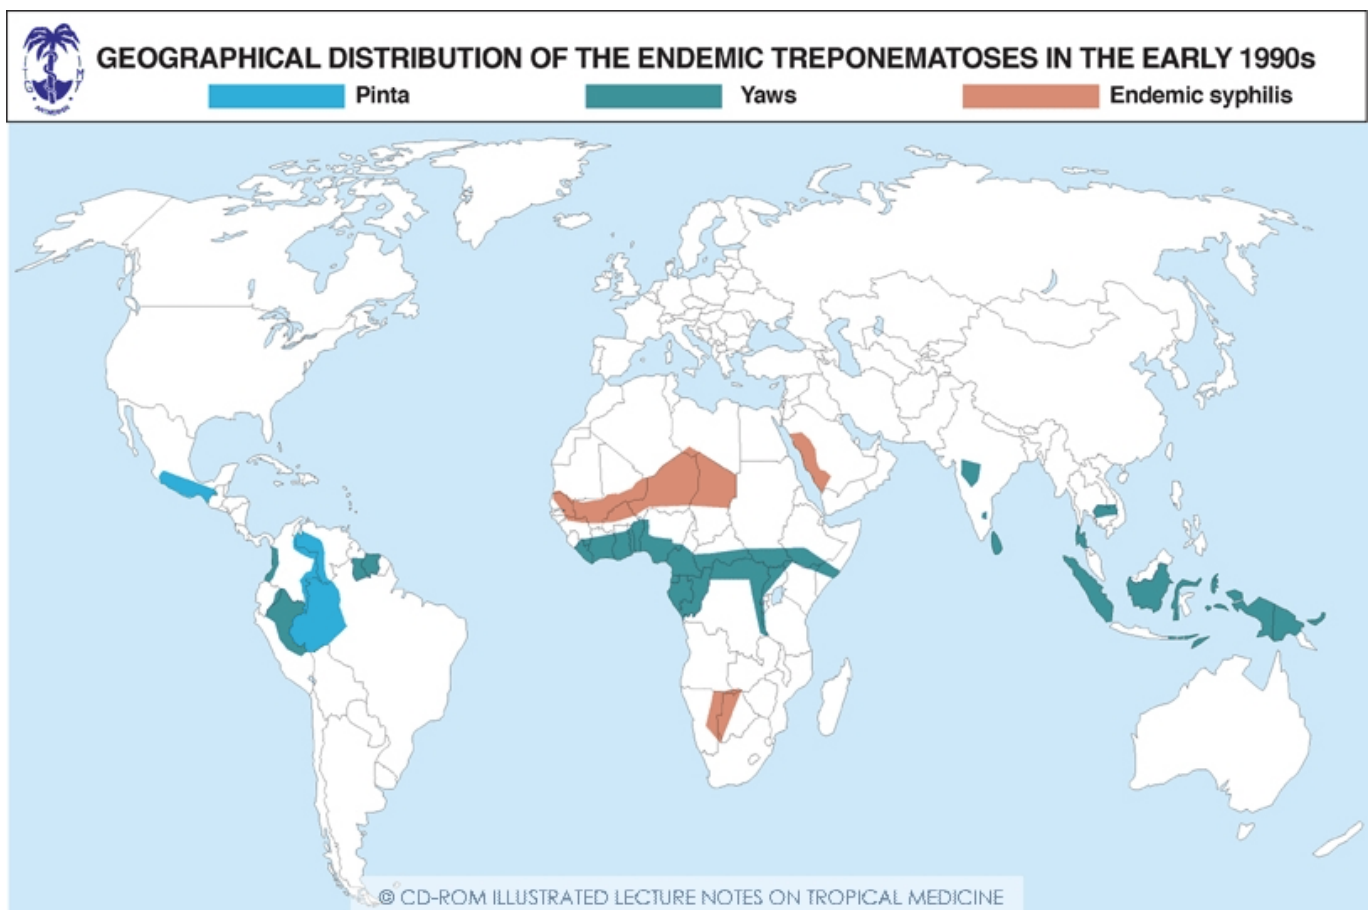 GEOGRAPHICAL DISTRIBUTION OF THE ENDEMIC TREPONEMATOSES IN THE EARLY 1990s
Pinta Yaws Endemic syphilis
© CD-ROM ILLUSTRATED LECTURE NOTES ON TROPICAL MEDICINE